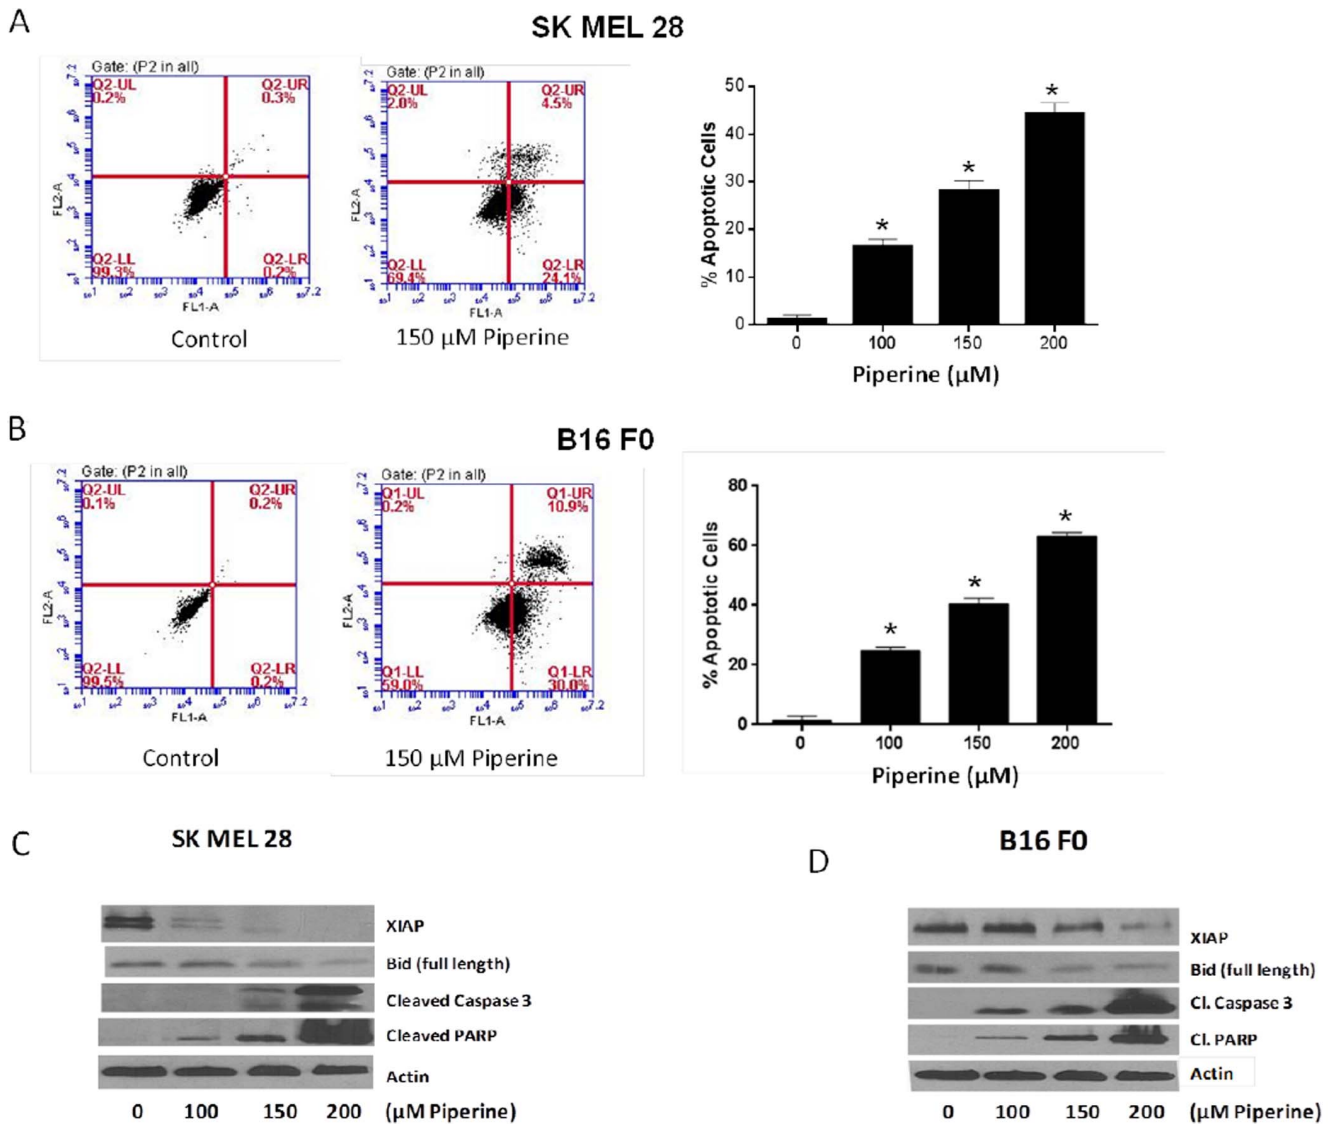 A
SK MEL 28
Gate: (P2 in all)
Q2-UL
0.2%
Q2-UR
0.3%
Q2-LL
99.3%
Q2-LR
0.2%
FL2-A
FL1-A
Control
Gate: (P2 in all)
Q2-UL
2.0%
Q2-UR
4.5%
Q2-LL
69.4%
Q2-LR
24.1%
FL2-A
FL1-A
150 µM Piperine
% Apoptotic Cells
50
40
30
20
10
0
* * *
0 100 150 200
Piperine (µM)
B
B16 F0
Gate: (P2 in all)
Q2-UL
0.1%
Q2-UR
0.2%
Q2-LL
99.5%
Q2-LR
0.2%
FL2-A
FL1-A
Control
Gate: (P2 in all)
Q1-UL
0.2%
Q1-UR
10.9%
Q1-LL
59.0%
Q1-LR
30.0%
FL2-A
FL1-A
150 µM Piperine
% Apoptotic Cells
80
60
40
20
0
* * *
0 100 150 200
Piperine (µM)
C
SK MEL 28
XIAP
Bid (full length)
Cleaved Caspase 3
Cleaved PARP
Actin
0 100 150 200 (µM Piperine)
D
B16 F0
XIAP
Bid (full length)
Cl. Caspase 3
Cl. PARP
Actin
0 100 150 200 (µM Piperine)